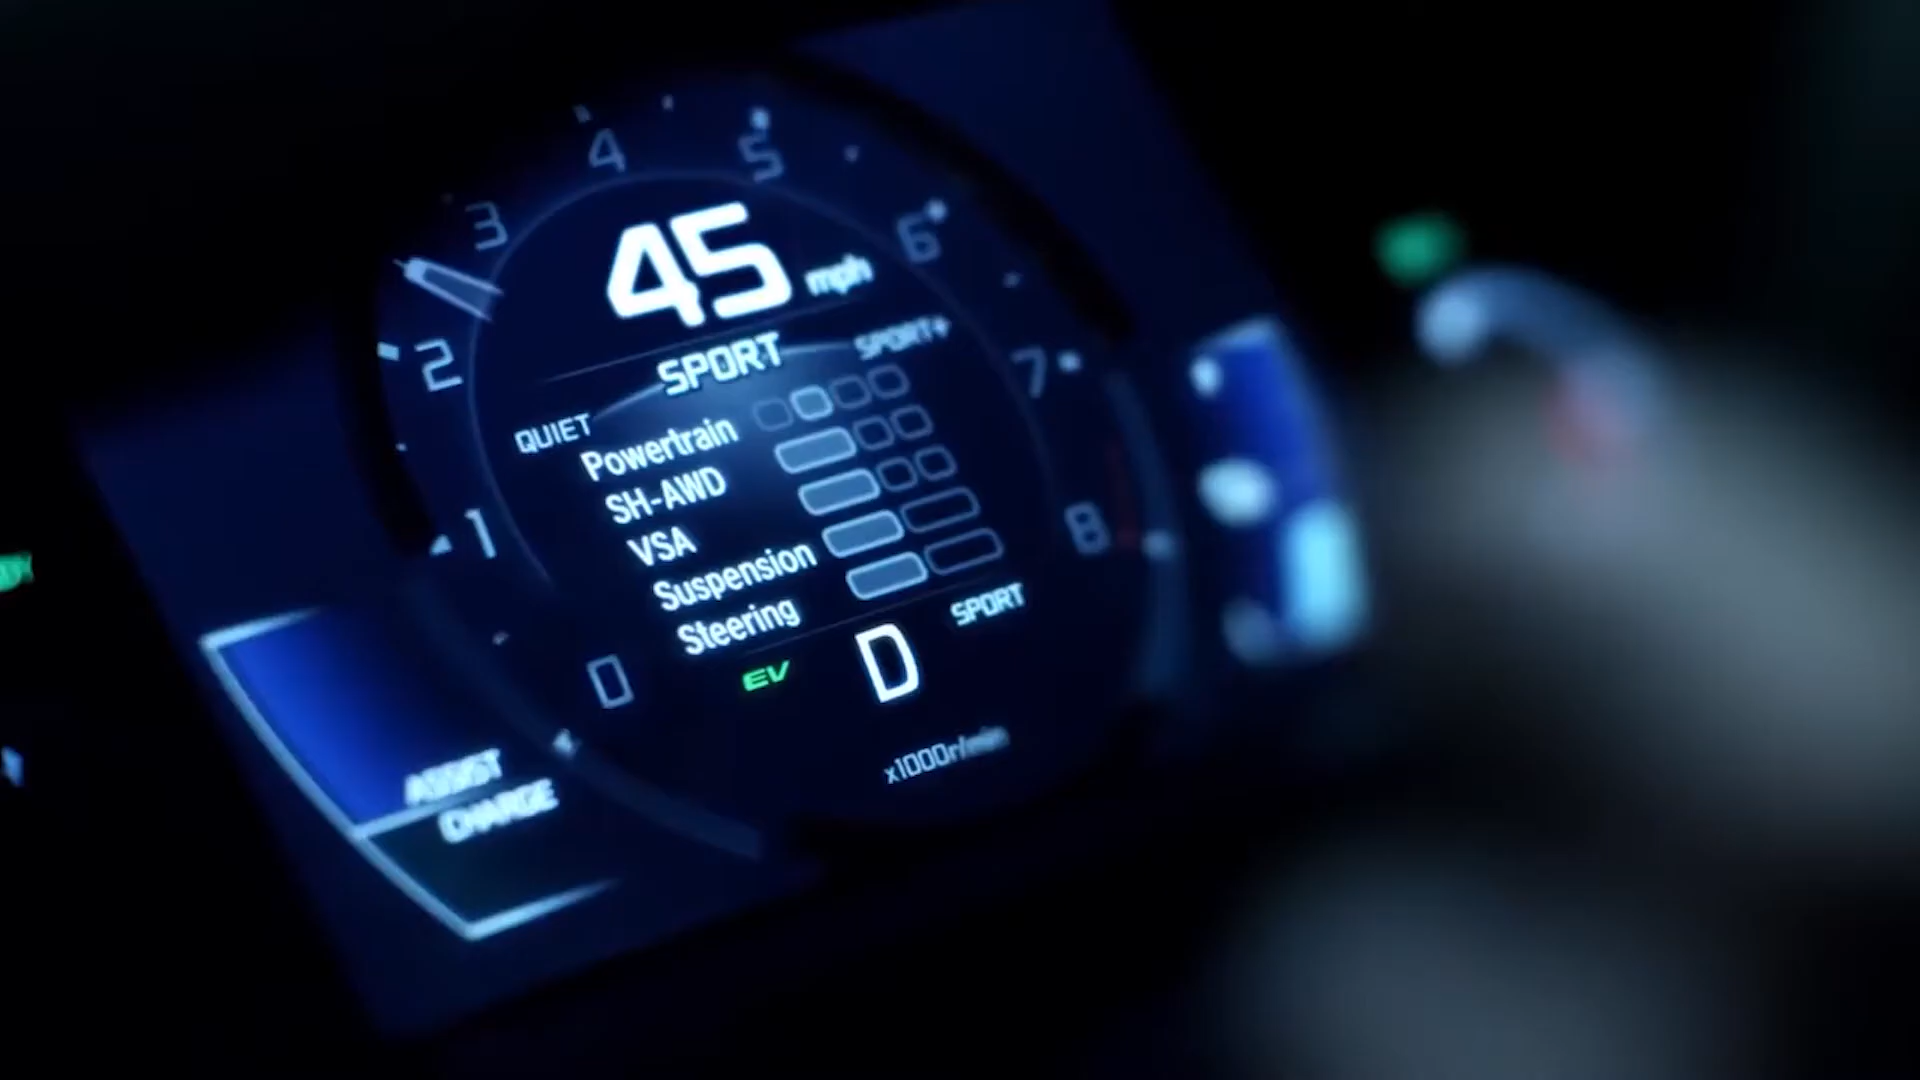 4
5
3
6
45 mph
2
SPORT
SPORT+
7
QUIET
Powertrain
SH-AWD
VSA
1
8
Suspension
Steering
SPORT
0
EV
D
x1000r/min
ASSIST
CHARGE